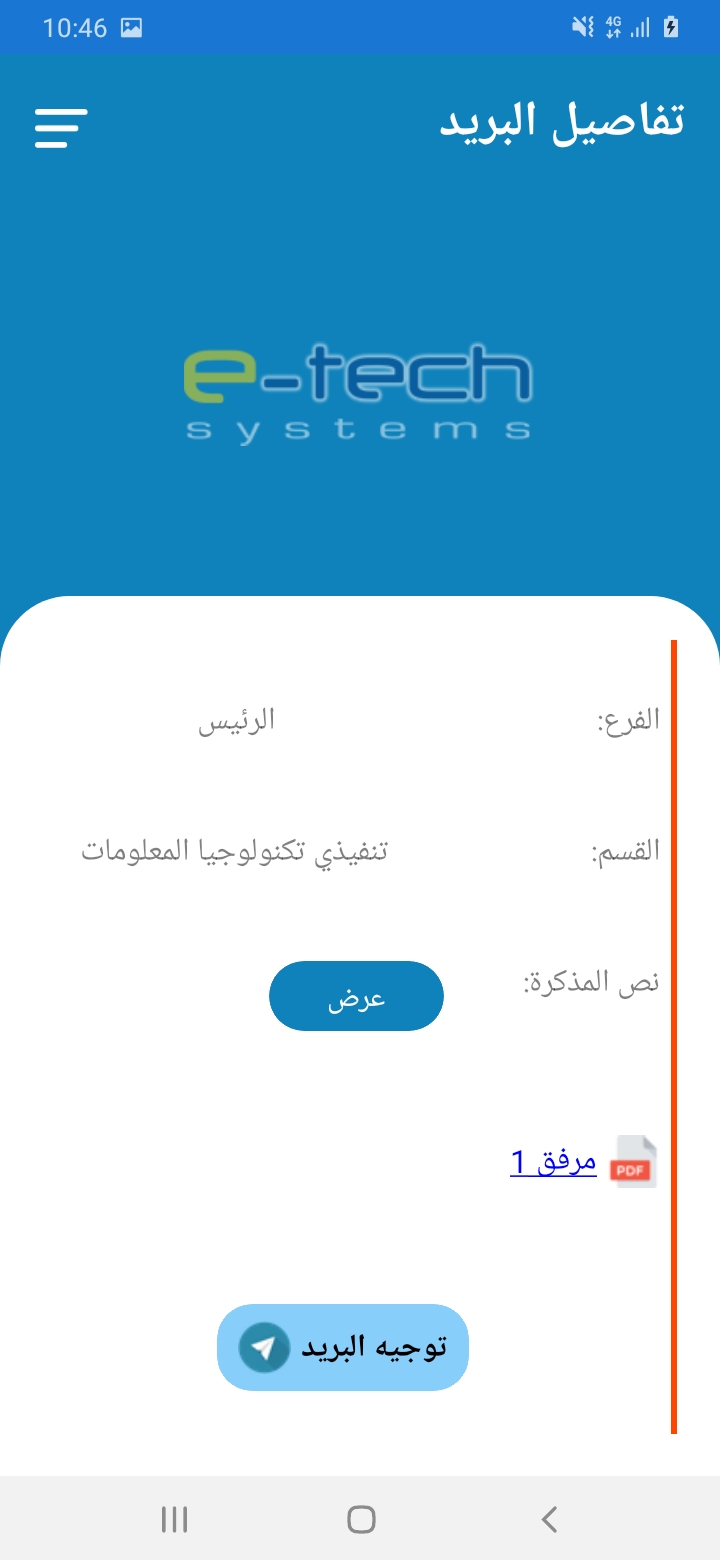 10:46
4G
تفاصيل البريد
e-tech
systems
الفرع: الرئيس
القسم: تنفيذي تكنولوجيا المعلومات
نص المذكرة: عرض
PDF مرفق 1
توجيه البريد